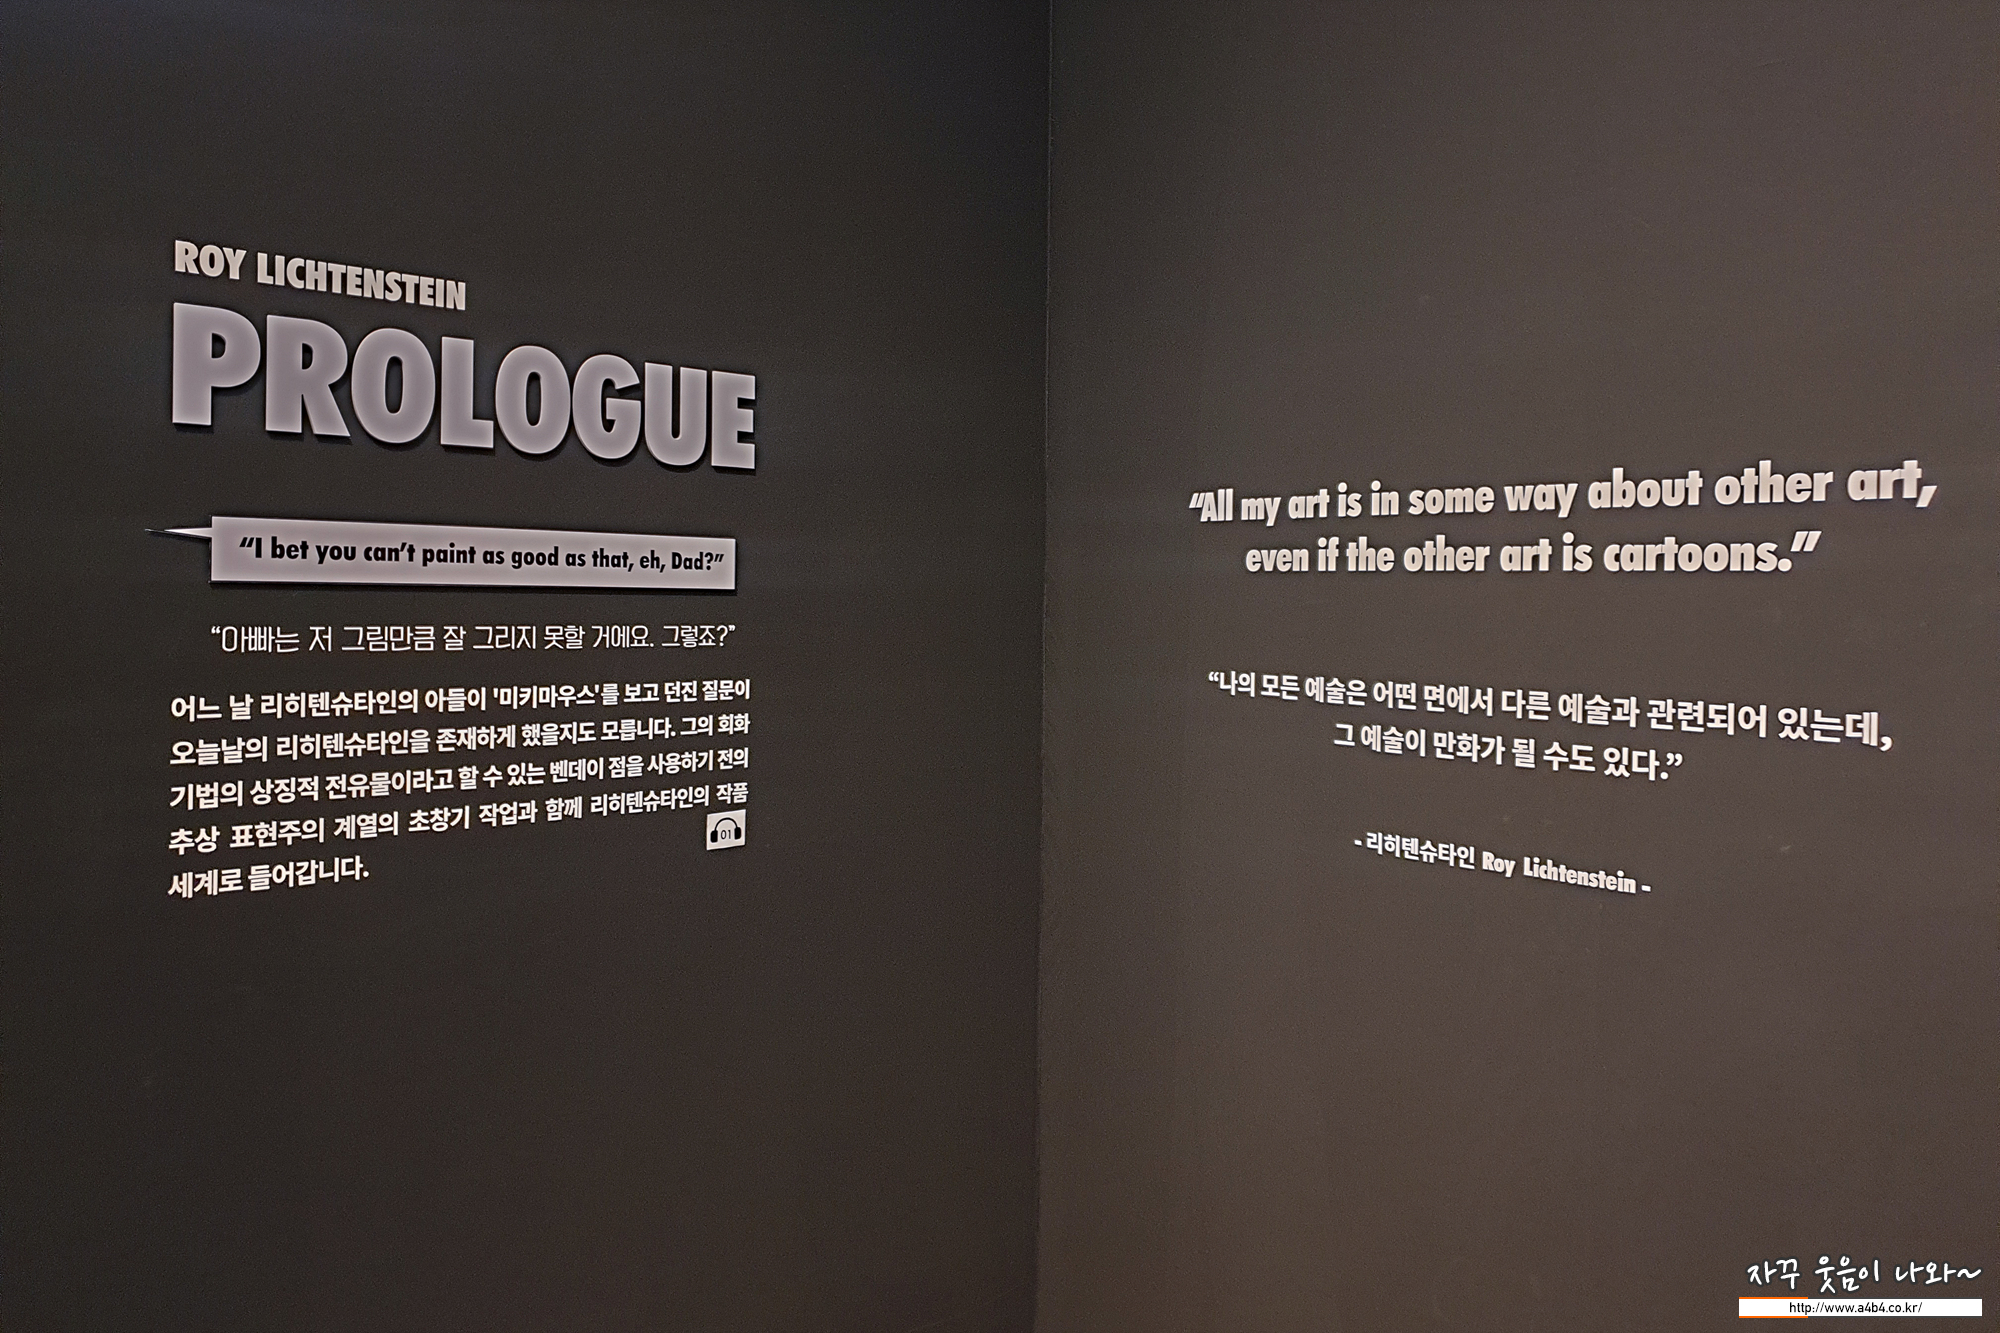 ROY LICHTENSTEIN
PROLOGUE
“I bet you can’t paint as good as that, eh, Dad?”
“아빠는 저 그림만큼 잘 그리지 못할 거에요. 그렇죠?”
어느 날 리히텐슈타인의 아들이 '미키마우스'를 보고 던진 질문이
오늘날의 리히텐슈타인을 존재하게 했을지도 모릅니다. 그의 회화
기법의 상징적 전유물이라고 할 수 있는 벤데이 점을 사용하기 전의
추상 표현주의 계열의 초창기 작업과 함께 리히텐슈타인의 작품
세계로 들어갑니다.
01
“All my art is in some way about other art,
even if the other art is cartoons.”
“나의 모든 예술은 어떤 면에서 다른 예술과 관련되어 있는데,
그 예술이 만화가 될 수도 있다.”
- 리히텐슈타인 Roy Lichtenstein -
자꾸 웃음이 나와~
http://www.a4b4.co.kr/